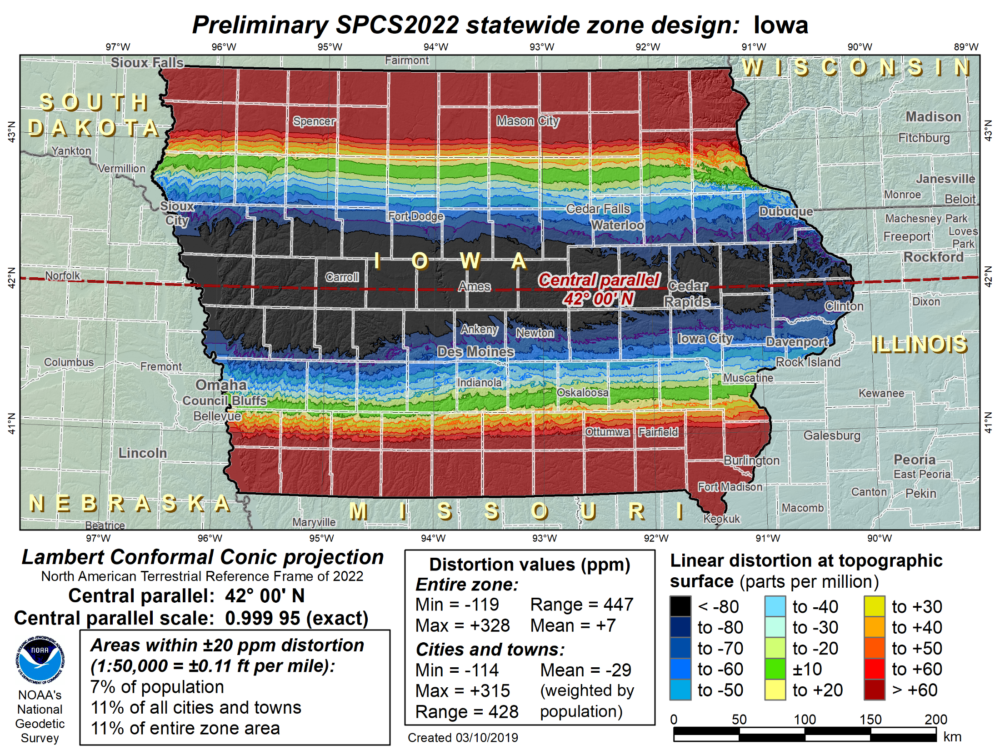 Preliminary SPCS2022 statewide zone design: Iowa
97°W 96°W 95°W 94°W 93°W 92°W 91°W 90°W 89°W
Sioux Falls
Fairmont
WISCONSIN
SOUTH
DAKOTA
43°N
Spencer
Mason City
Madison
43°N
Fitchburg
Yankton
Vermillion
Janesville
Monroe
Beloit
Sioux
City
Fort Dodge
Cedar Falls
Waterloo
Dubuque
Machesney Park
Freeport
Loves
Park
Rockford
IOWA
42°N
Norfolk
Carroll
Ames
Central parallel
42° 00' N
Cedar
Rapids
42°N
Dixon
Clinton
Ankeny
Newton
Iowa City
Davenport
ILLINOIS
Des Moines
Columbus
Fremont
Rock Island
Omaha
Indianola
Oskaloosa
Muscatine
Kewanee
Council Bluffs
Bellevue
41°N
Ottumwa
Fairfield
Galesburg
41°N
Lincoln
Burlington
Peoria
East Peoria
Fort Madison
Canton
Pekin
NEBRASKA
MISSOURI
Macomb
Beatrice
Maryville
Keokuk
97°W 96°W 95°W 94°W 93°W 92°W 91°W 90°W
Lambert Conformal Conic projection
North American Terrestrial Reference Frame of 2022
Central parallel: 42° 00' N
Central parallel scale: 0.999 95 (exact)
NATIONAL OCEANIC AND ATMOSPHERIC ADMINISTRATION
NOAA
U.S. DEPARTMENT OF COMMERCE
NOAA's
National
Geodetic
Survey
Areas within ±20 ppm distortion
(1:50,000 = ±0.11 ft per mile):
7% of population
11% of all cities and towns
11% of entire zone area
Distortion values (ppm)
Entire zone:
Min = -119 Range = 447
Max = +328 Mean = +7
Cities and towns:
Min = -114 Mean = -29
Max = +315 (weighted by
Range = 428 population)
Created 03/10/2019
Linear distortion at topographic
surface (parts per million)
< -80 to -40 to +30
to -80 to -30 to +40
to -70 to -20 to +50
to -60 ±10 to +60
to -50 to +20 > +60
0 50 100 150 200
km